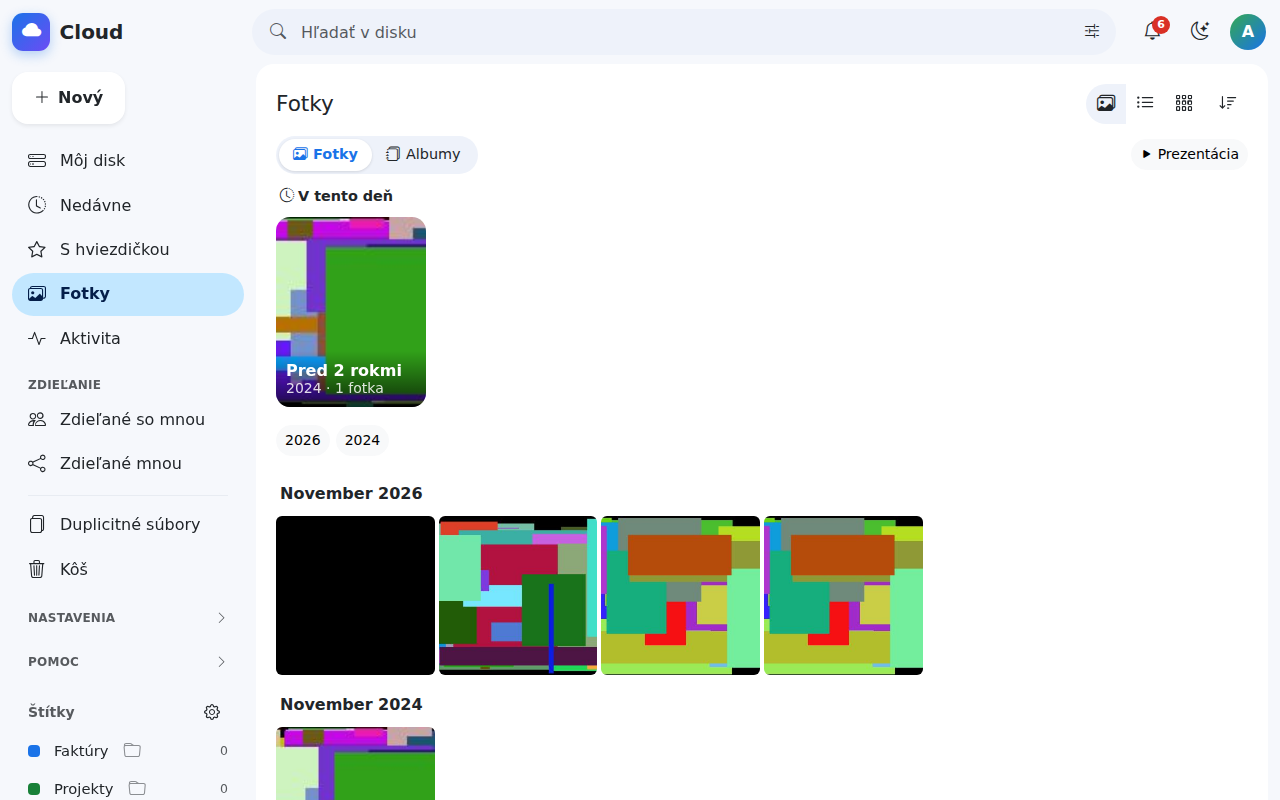 Cloud
Hľadať v disku
6
A
Nový
Môj disk
Nedávne
S hviezdičkou
Fotky
Aktivita
ZDIEĽANIE
Zdieľané so mnou
Zdieľané mnou
Duplicitné súbory
Kôš
NASTAVENIA
POMOC
Štítky
Faktúry 0
Projekty 0
Fotky
Fotky
Albumy
Prezentácia
V tento deň
Pred 2 rokmi
2024 · 1 fotka
2026
2024
November 2026
November 2024